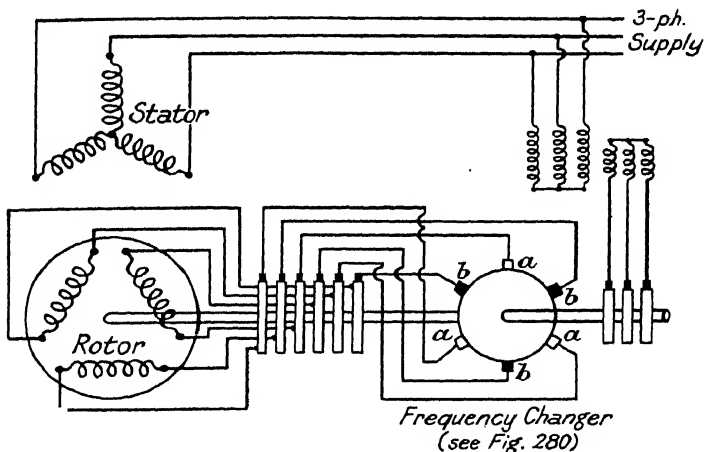 3-ph.
Supply
Stator
a
b
b
Rotor
a
a
b
Frequency Changer
(see Fig. 280)